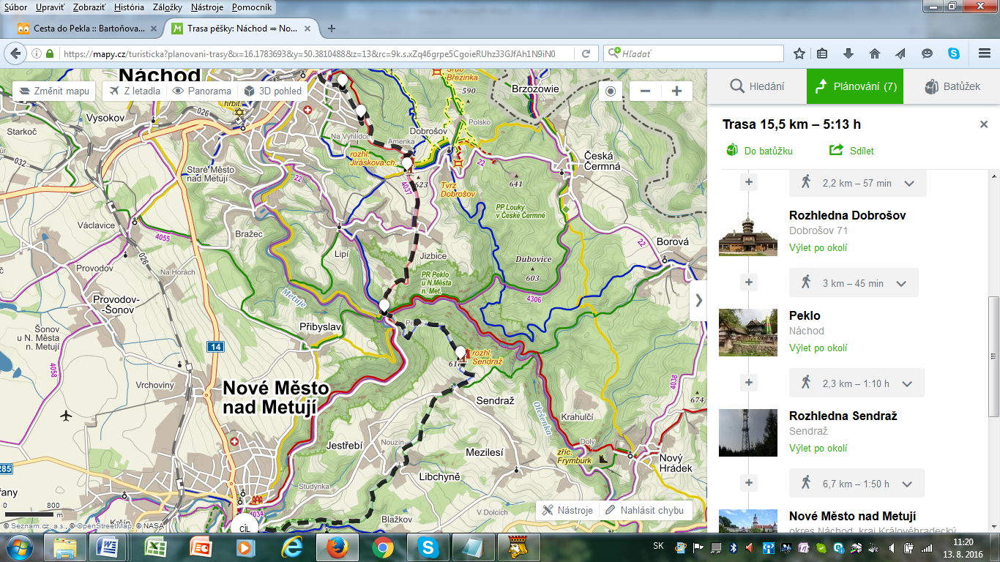 Súbor Upraviť Zobraziť História Záložky Nástroje Pomocník
Cesta do Pekla :: Bartoňova... × Trasa pěšky: Náchod ⇒ No... × +
https://mapy.cz/turisticka?planovani-trasy&x=16.1783693&y=50.3810488&z=13&rc=9k.s.xZq46grpe5CgoieRUhz33GJfAh1N9iN0
Hľadať
Náchod
Změnit mapu
Z letadla
Panorama
3D pohled
Hledání
Plánování (7)
Batůžek
Trasa 15,5 km – 5:13 h
Do batůžku
Sdílet
2,2 km – 57 min
Rozhledna Dobrošov
Dobrošov 71
Výlet po okolí
3 km – 45 min
Peklo
Náchod
Výlet po okolí
2,3 km – 1:10 h
Rozhledna Sendraž
Sendraž
Výlet po okolí
6,7 km – 1:50 h
Nové Město nad Metují
okres Náchod, kraj Královéhradecký
Srub
Březinka
590
Brzozowie
Vysokov
026
hřbit.
Starkoč
032
Na Vyhlídce
Amerika
Dobrošov
Polsko
rozhl.
Jiráskova ch.
22
Česká
Čermná
Staré Město
nad Metují
22
4037
623
Tvrz
Dobrošov
641
PP Louky
v České Čermné
Václavice
4055
026
Bražec
22
Borová
Lipí
Jizbice
Dubovice
603
Provodov
Na Horách
PR Peklo
u N.Města
n. Met.
4306
Provodov-
-Šonov
Metuje
Přibyslav
Šonov
u N. Města
n. Metují
14
rozhl.
Sendraž
4058
Vrchoviny
Nové Město
nad Metují
Sendraž
4038
674
Olešenka
Krahulčí
Jestřebí
Nouzín
Mezilesí
Doly
zříc.
Frymburk
Nový
Hrádek
285
Libchyně
Studýnka
4034
V Dolcích
Blažkov
CÍL
0 800
m
© Seznam.cz, a.s., © OpenStreetMap, © NASA
Nástroje
Nahlásit chybu
SK
11:20
13. 8. 2016